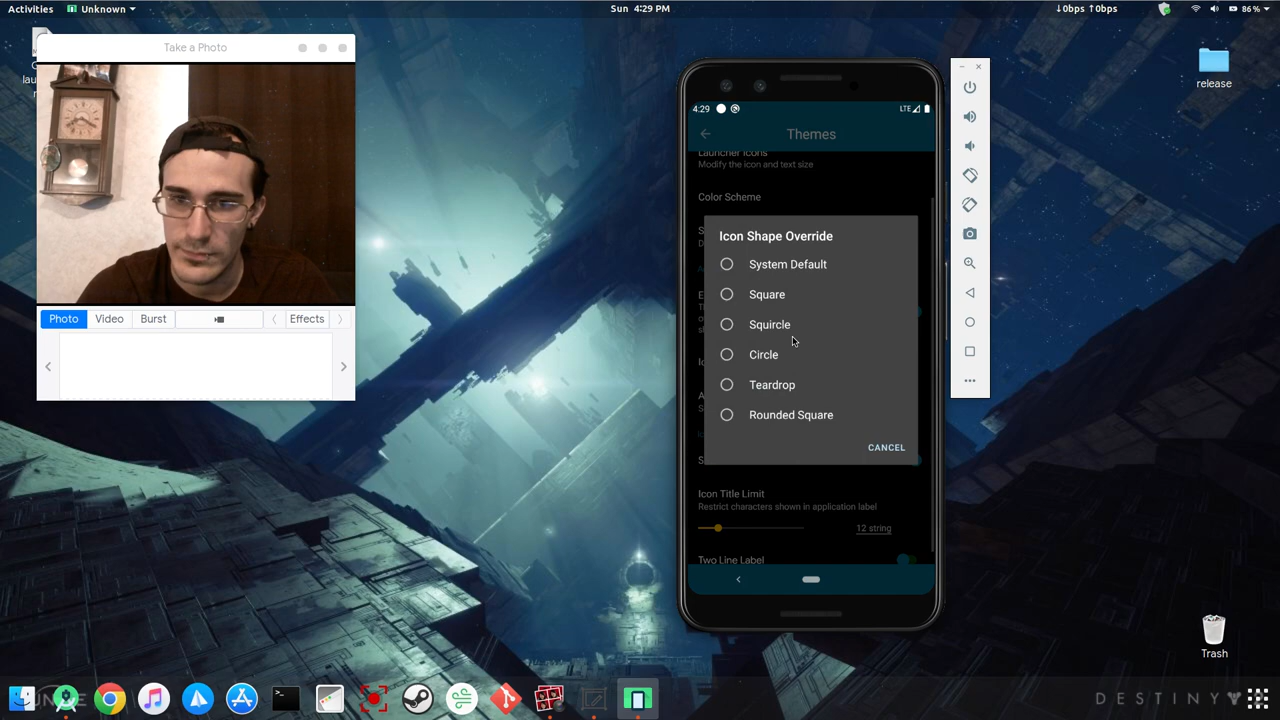 Activities
Unknown
Sun 4:29 PM
↓0bps ↑0bps
86%
Take a Photo
Photo
Video
Burst
Effects
release
Trash
4:29
LTE
Themes
Launcher Icons
Modify the icon and text size
Color Scheme
Icon Shape Override
System Default
Square
Squircle
Circle
Teardrop
Rounded Square
CANCEL
Icon Title Limit
Restrict characters shown in application label
12 string
Two Line Label
DESTINY